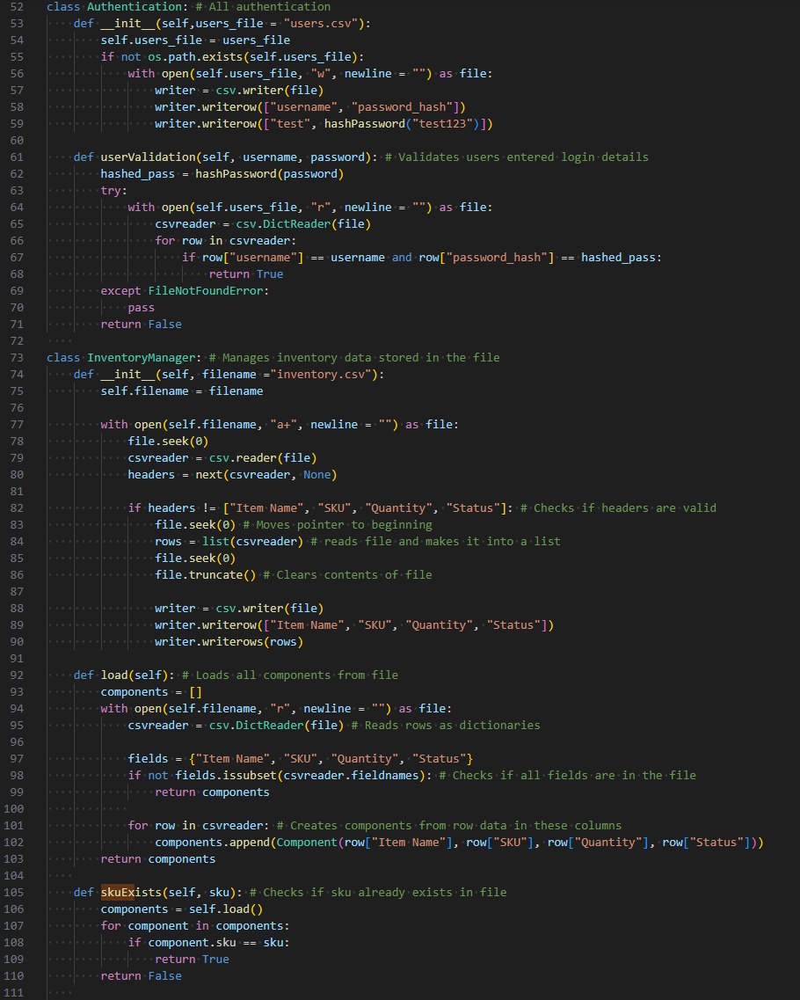 52 class Authentication: # All authentication
53     def __init__(self,users_file = "users.csv"):
54         self.users_file = users_file
55         if not os.path.exists(self.users_file):
56             with open(self.users_file, "w", newline = "") as file:
57                 writer = csv.writer(file)
58                 writer.writerow(["username", "password_hash"])
59                 writer.writerow(["test", hashPassword("test123")])
60
61     def userValidation(self, username, password): # Validates users entered login details
62         hashed_pass = hashPassword(password)
63         try:
64             with open(self.users_file, "r", newline = "") as file:
65                 csvreader = csv.DictReader(file)
66                 for row in csvreader:
67                     if row["username"] == username and row["password_hash"] == hashed_pass:
68                         return True
69         except FileNotFoundError:
70             pass
71         return False
72
73 class InventoryManager: # Manages inventory data stored in the file
74     def __init__(self, filename ="inventory.csv"):
75         self.filename = filename
76
77         with open(self.filename, "a+", newline = "") as file:
78             file.seek(0)
79             csvreader = csv.reader(file)
80             headers = next(csvreader, None)
81
82             if headers != ["Item Name", "SKU", "Quantity", "Status"]: # Checks if headers are valid
83                 file.seek(0) # Moves pointer to beginning
84                 rows = list(csvreader) # reads file and makes it into a list
85                 file.seek(0)
86                 file.truncate() # Clears contents of file
87
88                 writer = csv.writer(file)
89                 writer.writerow(["Item Name", "SKU", "Quantity", "Status"])
90                 writer.writerows(rows)
91
92     def load(self): # Loads all components from file
93         components = []
94         with open(self.filename, "r", newline = "") as file:
95             csvreader = csv.DictReader(file) # Reads rows as dictionaries
96
97             fields = {"Item Name", "SKU", "Quantity", "Status"}
98             if not fields.issubset(csvreader.fieldnames): # Checks if all fields are in the file
99                 return components
100
101             for row in csvreader: # Creates components from row data in these columns
102                 components.append(Component(row["Item Name"], row["SKU"], row["Quantity"], row["Status"]))
103         return components
104
105     def skuExists(self, sku): # Checks if sku already exists in file
106         components = self.load()
107         for component in components:
108             if component.sku == sku:
109                 return True
110         return False
111